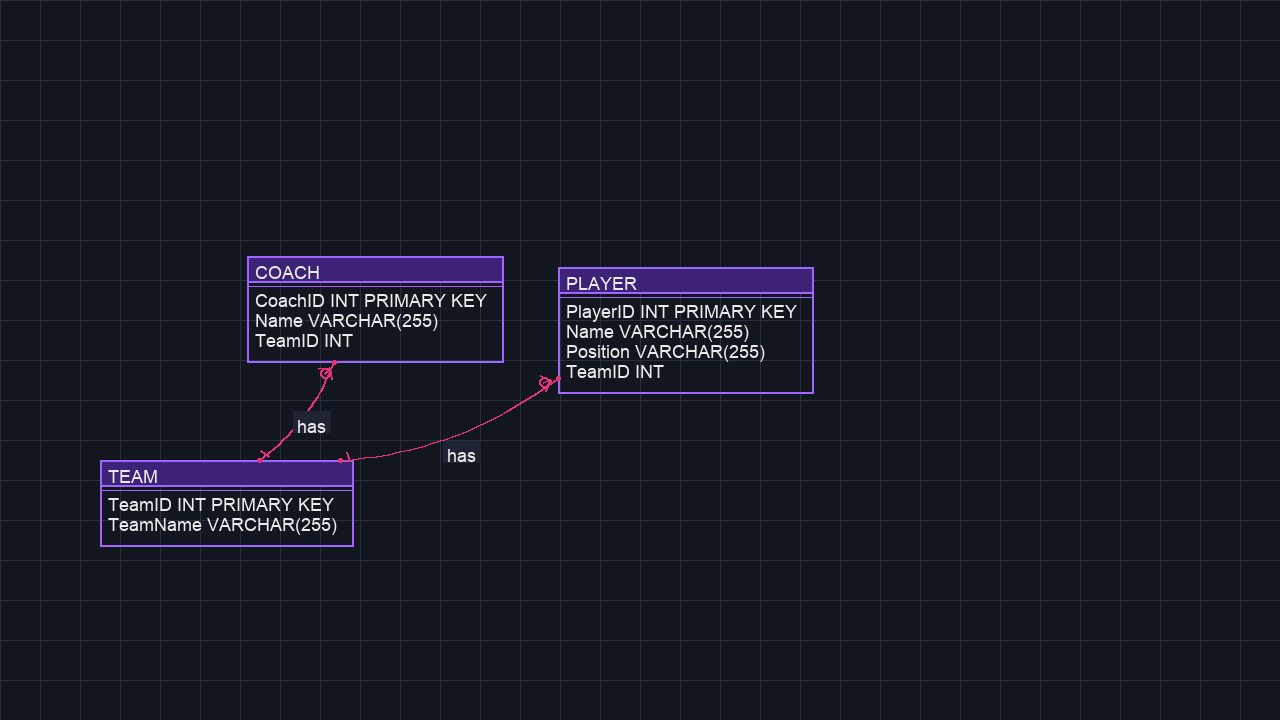 COACH
CoachID INT PRIMARY KEY
Name VARCHAR(255)
TeamID INT
PLAYER
PlayerID INT PRIMARY KEY
Name VARCHAR(255)
Position VARCHAR(255)
TeamID INT
has
has
TEAM
TeamID INT PRIMARY KEY
TeamName VARCHAR(255)